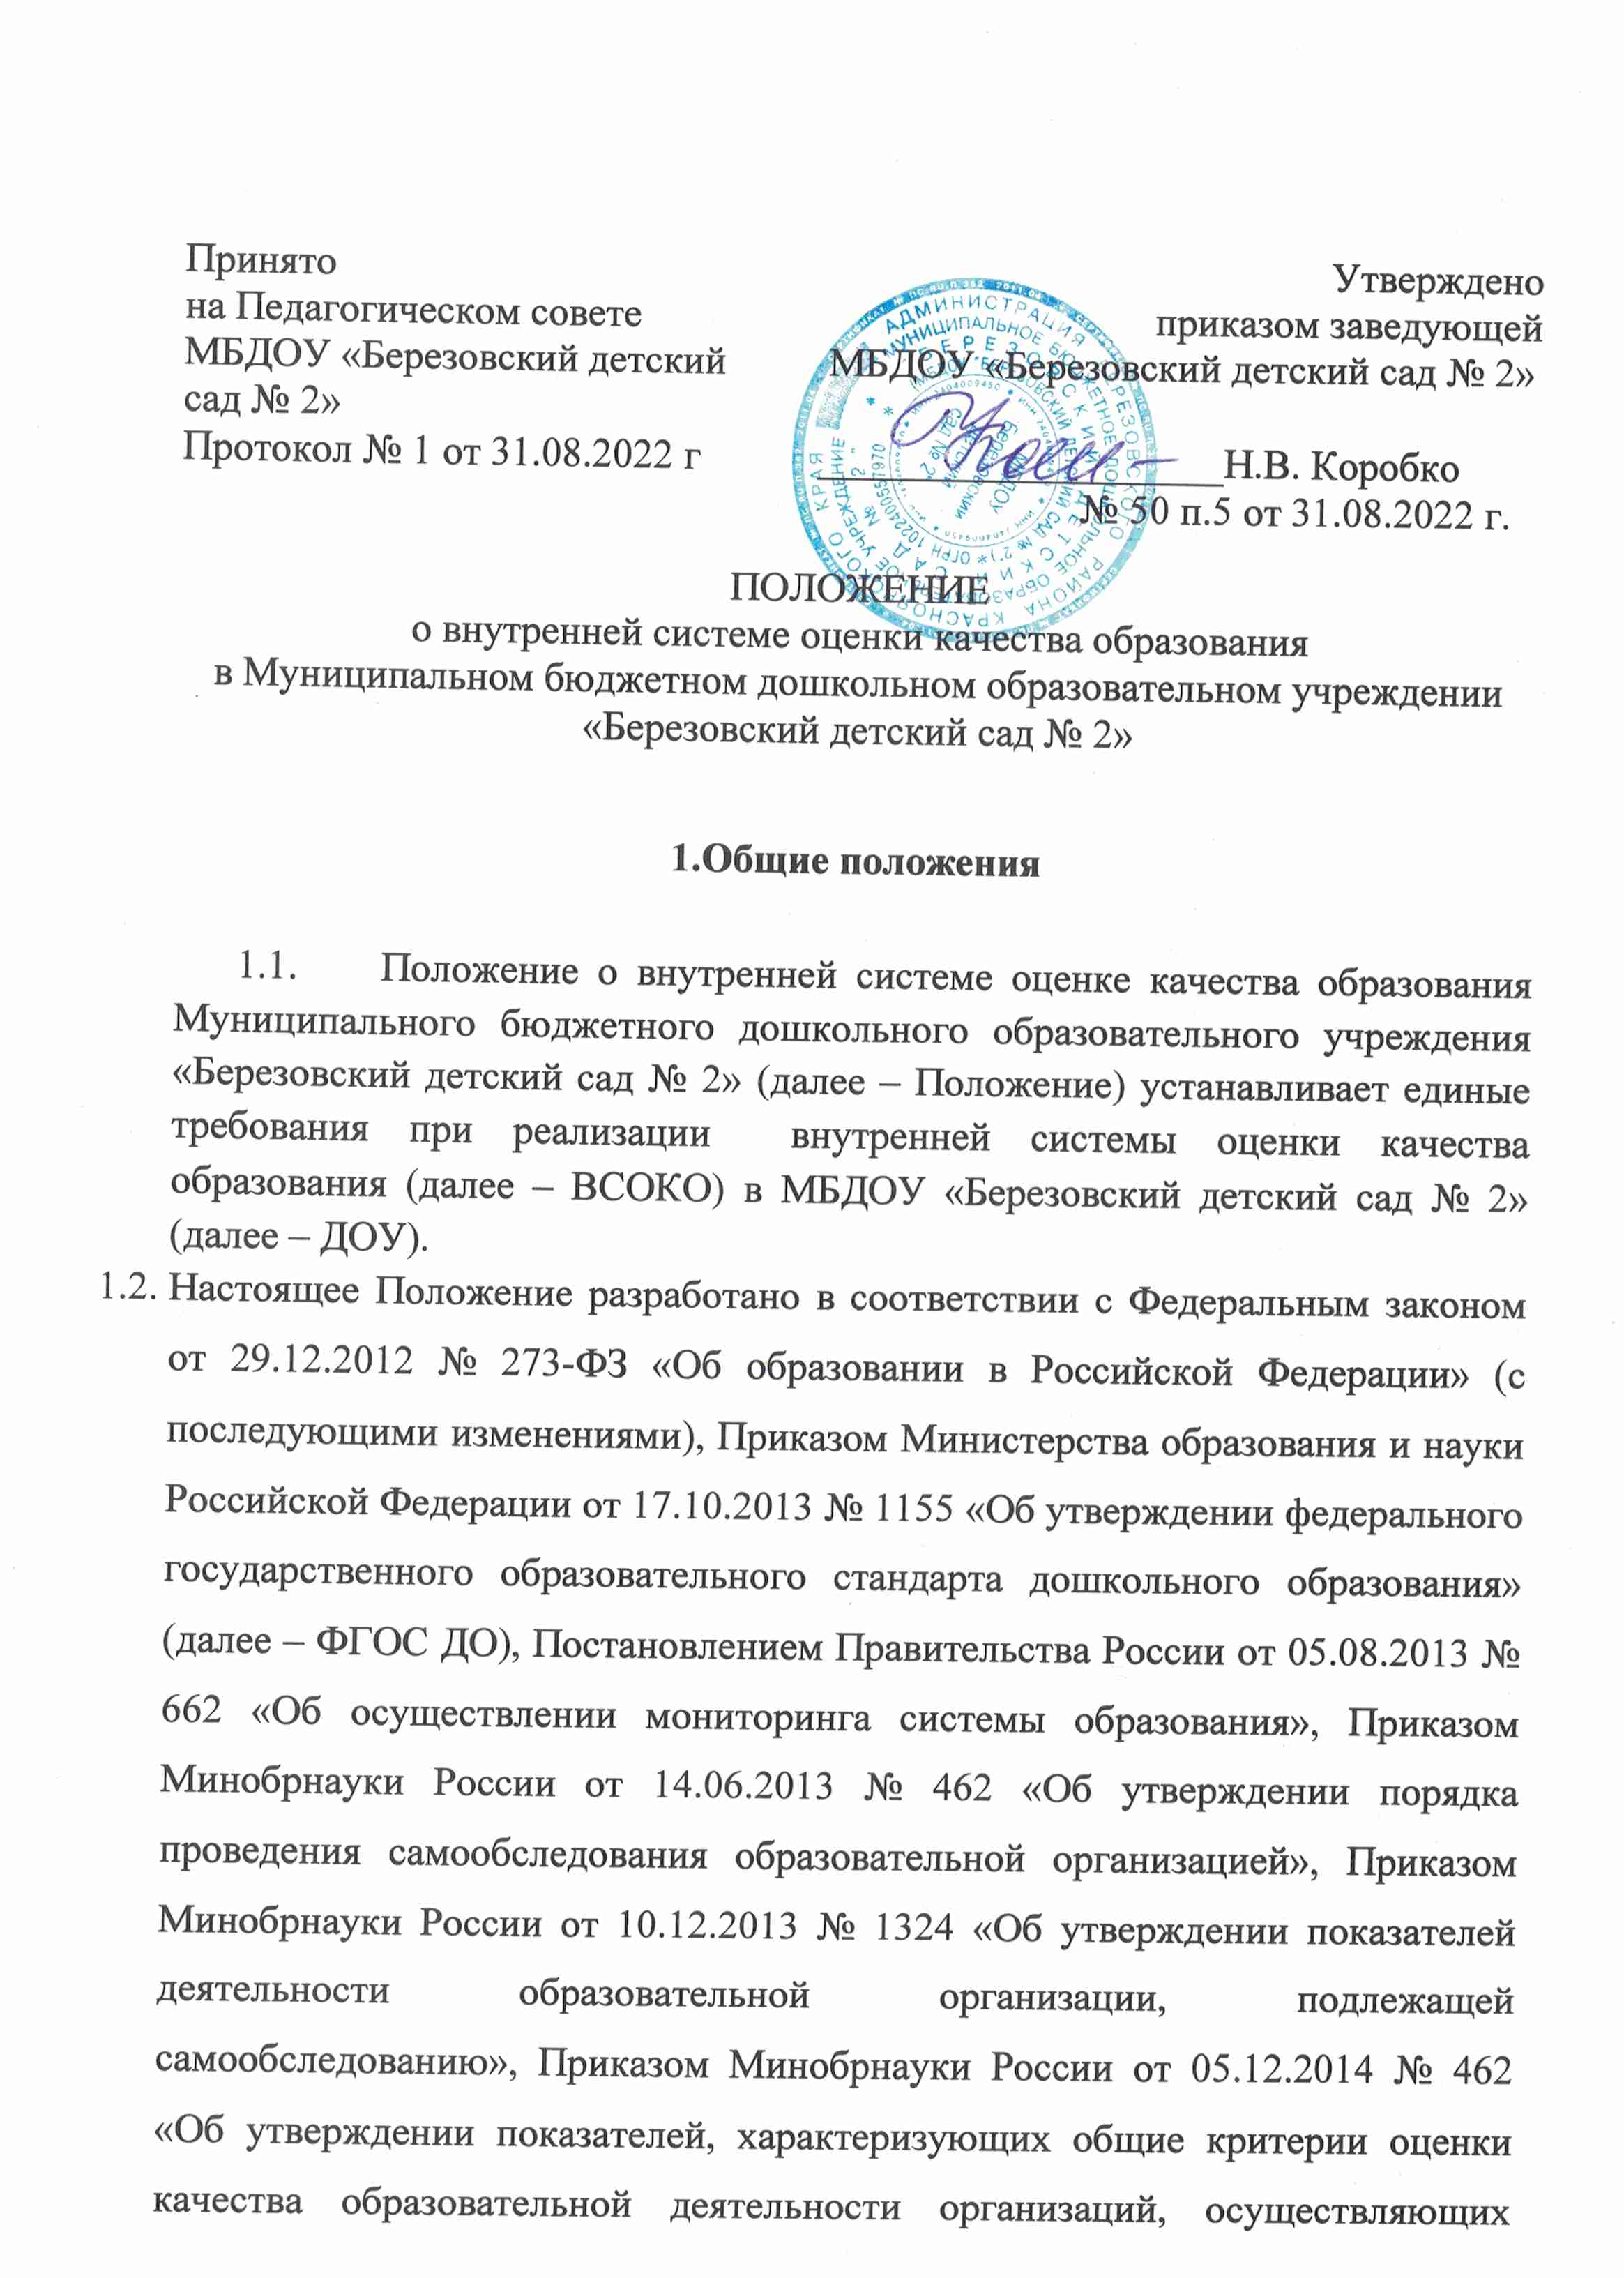 Принято
на Педагогическом совете
МБДОУ «Березовский детский
сад № 2»
Протокол № 1 от 31.08.2022 г
Утверждено
приказом заведующей
МБДОУ «Березовский детский сад № 2»
Н.В. Коробко
№ 50 п.5 от 31.08.2022 г.
ПОЛОЖЕНИЕ
о внутренней системе оценки качества образования
в Муниципальном бюджетном дошкольном образовательном учреждении
«Березовский детский сад № 2»
1.Общие положения
1.1. Положение о внутренней системе оценке качества образования
Муниципального бюджетного дошкольного образовательного учреждения
«Березовский детский сад № 2» (далее – Положение) устанавливает единые
требования при реализации внутренней системы оценки качества
образования (далее – ВСОКО) в МБДОУ «Березовский детский сад № 2»
(далее – ДОУ).
1.2. Настоящее Положение разработано в соответствии с Федеральным законом
от 29.12.2012 № 273-ФЗ «Об образовании в Российской Федерации» (с
последующими изменениями), Приказом Министерства образования и науки
Российской Федерации от 17.10.2013 № 1155 «Об утверждении федерального
государственного образовательного стандарта дошкольного образования»
(далее – ФГОС ДО), Постановлением Правительства России от 05.08.2013 №
662 «Об осуществлении мониторинга системы образования», Приказом
Минобрнауки России от 14.06.2013 № 462 «Об утверждении порядка
проведения самообследования образовательной организацией», Приказом
Минобрнауки России от 10.12.2013 № 1324 «Об утверждении показателей
деятельности образовательной организации, подлежащей
самообследованию», Приказом Минобрнауки России от 05.12.2014 № 462
«Об утверждении показателей, характеризующих общие критерии оценки
качества образовательной деятельности организаций, осуществляющих